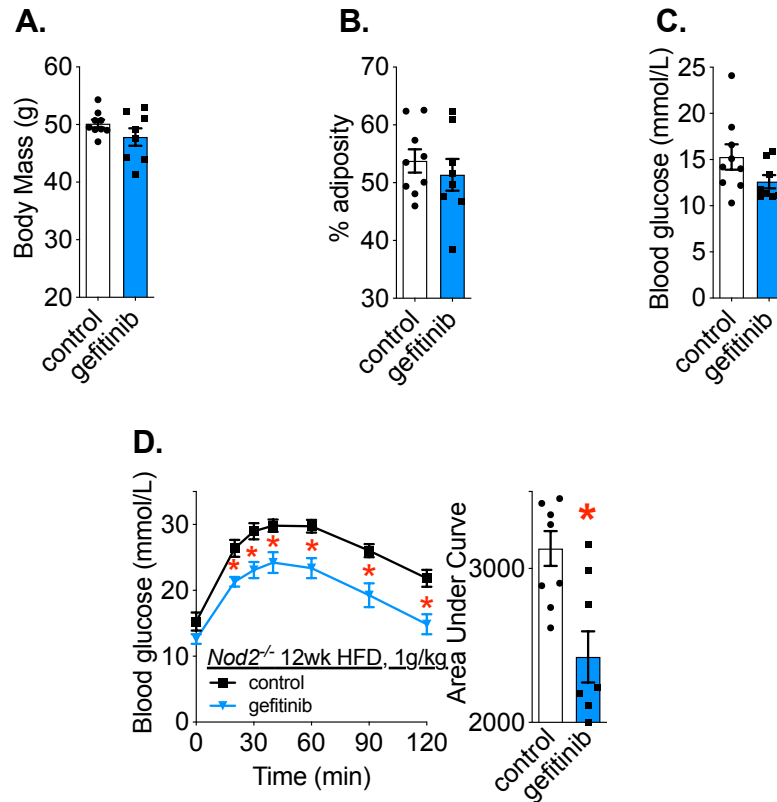 A.
Body Mass (g)
50
40
30
20
control
gefitinib
B.
% adiposity
70
60
50
40
30
control
gefitinib
C.
Blood glucose (mmol/L)
25
20
15
10
5
0
control
gefitinib
D.
Blood glucose (mmol/L)
40
30
20
10
0
* * * * * *
Nod2-/- 12wk HFD, 1g/kg
control
gefitinib
0 30 60 90 120
Time (min)
Area Under Curve
3000
2000
*
control
gefitinib